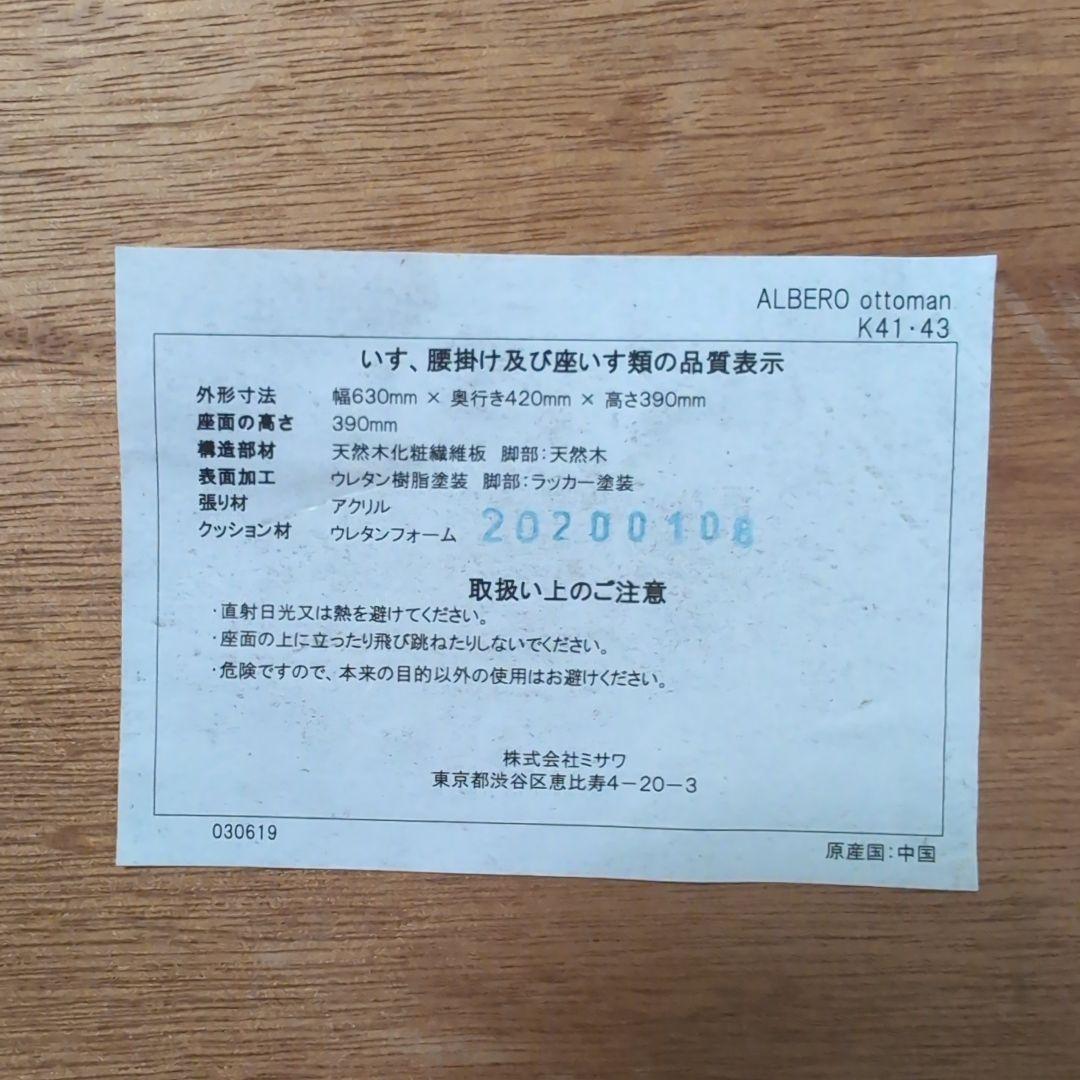 ALBERO ottoman
K41・43
いす、腰掛け及び座いす類の品質表示
外形寸法 幅630mm × 奥行き420mm × 高さ390mm
座面の高さ 390mm
構造部材 天然木化粧繊維板 脚部：天然木
表面加工 ウレタン樹脂塗装 脚部：ラッカー塗装
張り材 アクリル
クッション材 ウレタンフォーム 20200108
取扱い上のご注意
・直射日光又は熱を避けてください。
・座面の上に立ったり飛び跳ねたりしないでください。
・危険ですので、本来の目的以外の使用はお避けください。
株式会社ミサワ
東京都渋谷区恵比寿4－20－3
030619
原産国：中国